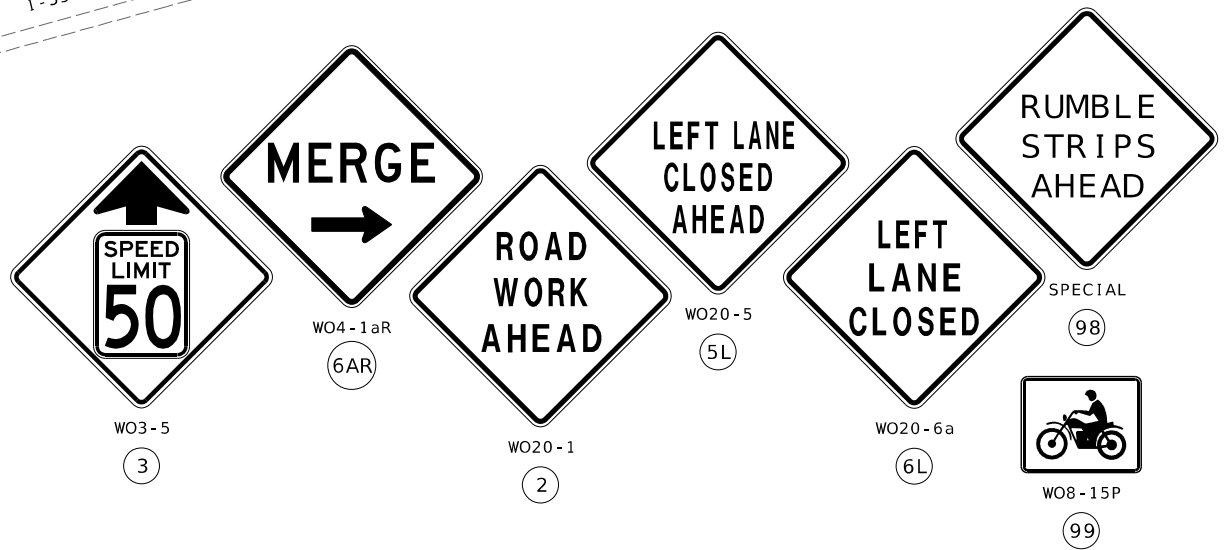 SPEED
LIMIT
50
WO3-5
3
MERGE
WO4-1aR
6AR
ROAD
WORK
AHEAD
WO20-1
2
LEFT LANE
CLOSED
AHEAD
WO20-5
5L
LEFT
LANE
CLOSED
WO20-6a
6L
RUMBLE
STRIPS
AHEAD
SPECIAL
98
WO8-15P
99